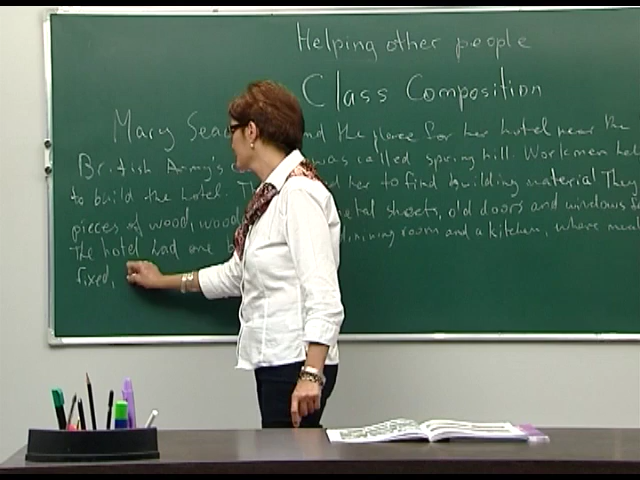 Helping other people
Class Composition
Mary Sea nd the place for her hotel near the
British Army's was called spring hill. Workmen hel
to build the hotel. Th d her to find building material They
pieces of wood, wood etal sheets, old doors and windows
The hotel had one dining room and a kitchen, where meal
fixed,